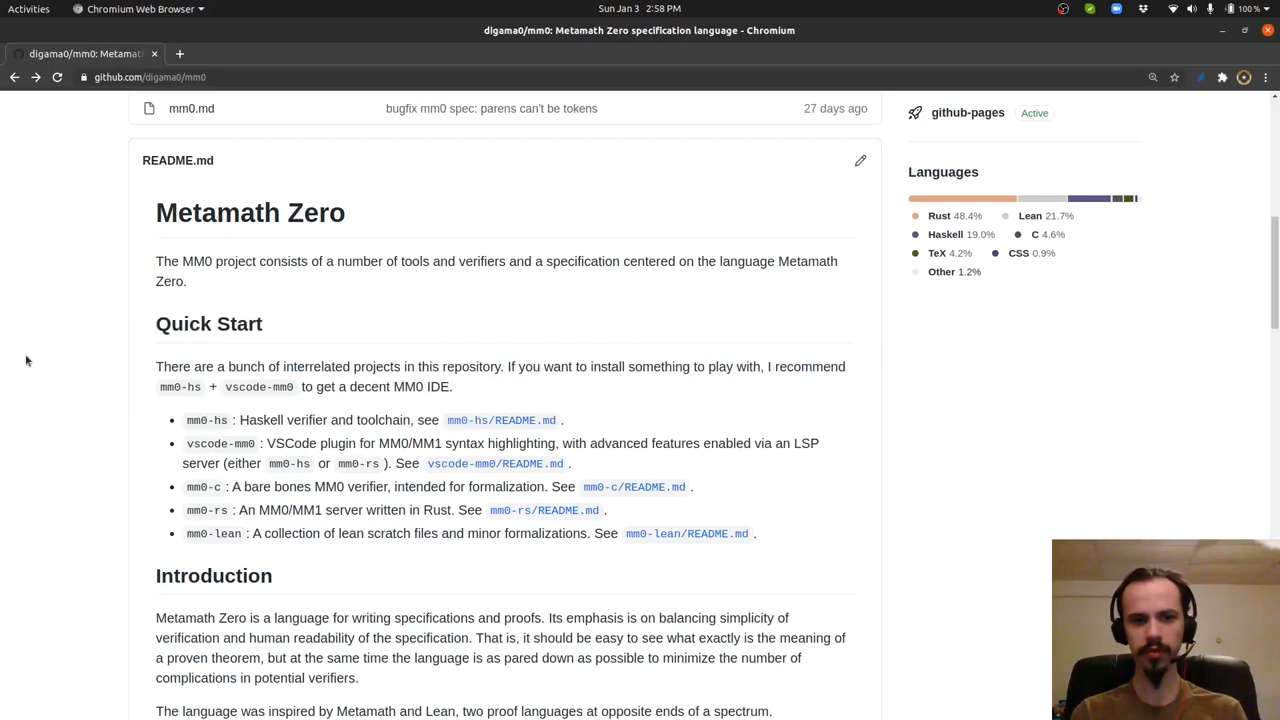 Activities
Chromium Web Browser
Sun Jan 3 2:58 PM
100 %
digama0/mm0: Metamath Zero specification language - Chromium
digama0/mm0: Metamat
github.com/digama0/mm0
mm0.md bugfix mm0 spec: parens can't be tokens 27 days ago
README.md
Metamath Zero
The MM0 project consists of a number of tools and verifiers and a specification centered on the language Metamath
Zero.
Quick Start
There are a bunch of interrelated projects in this repository. If you want to install something to play with, I recommend
mm0-hs + vscode-mm0 to get a decent MM0 IDE.
mm0-hs : Haskell verifier and toolchain, see mm0-hs/README.md .
vscode-mm0 : VSCode plugin for MM0/MM1 syntax highlighting, with advanced features enabled via an LSP
server (either mm0-hs or mm0-rs ). See vscode-mm0/README.md .
mm0-c : A bare bones MM0 verifier, intended for formalization. See mm0-c/README.md .
mm0-rs : An MM0/MM1 server written in Rust. See mm0-rs/README.md .
mm0-lean : A collection of lean scratch files and minor formalizations. See mm0-lean/README.md .
Introduction
Metamath Zero is a language for writing specifications and proofs. Its emphasis is on balancing simplicity of
verification and human readability of the specification. That is, it should be easy to see what exactly is the meaning of
a proven theorem, but at the same time the language is as pared down as possible to minimize the number of
complications in potential verifiers.
The language was inspired by Metamath and Lean, two proof languages at opposite ends of a spectrum.
github-pages Active
Languages
Rust 48.4% Lean 21.7%
Haskell 19.0% C 4.6%
TeX 4.2% CSS 0.9%
Other 1.2%